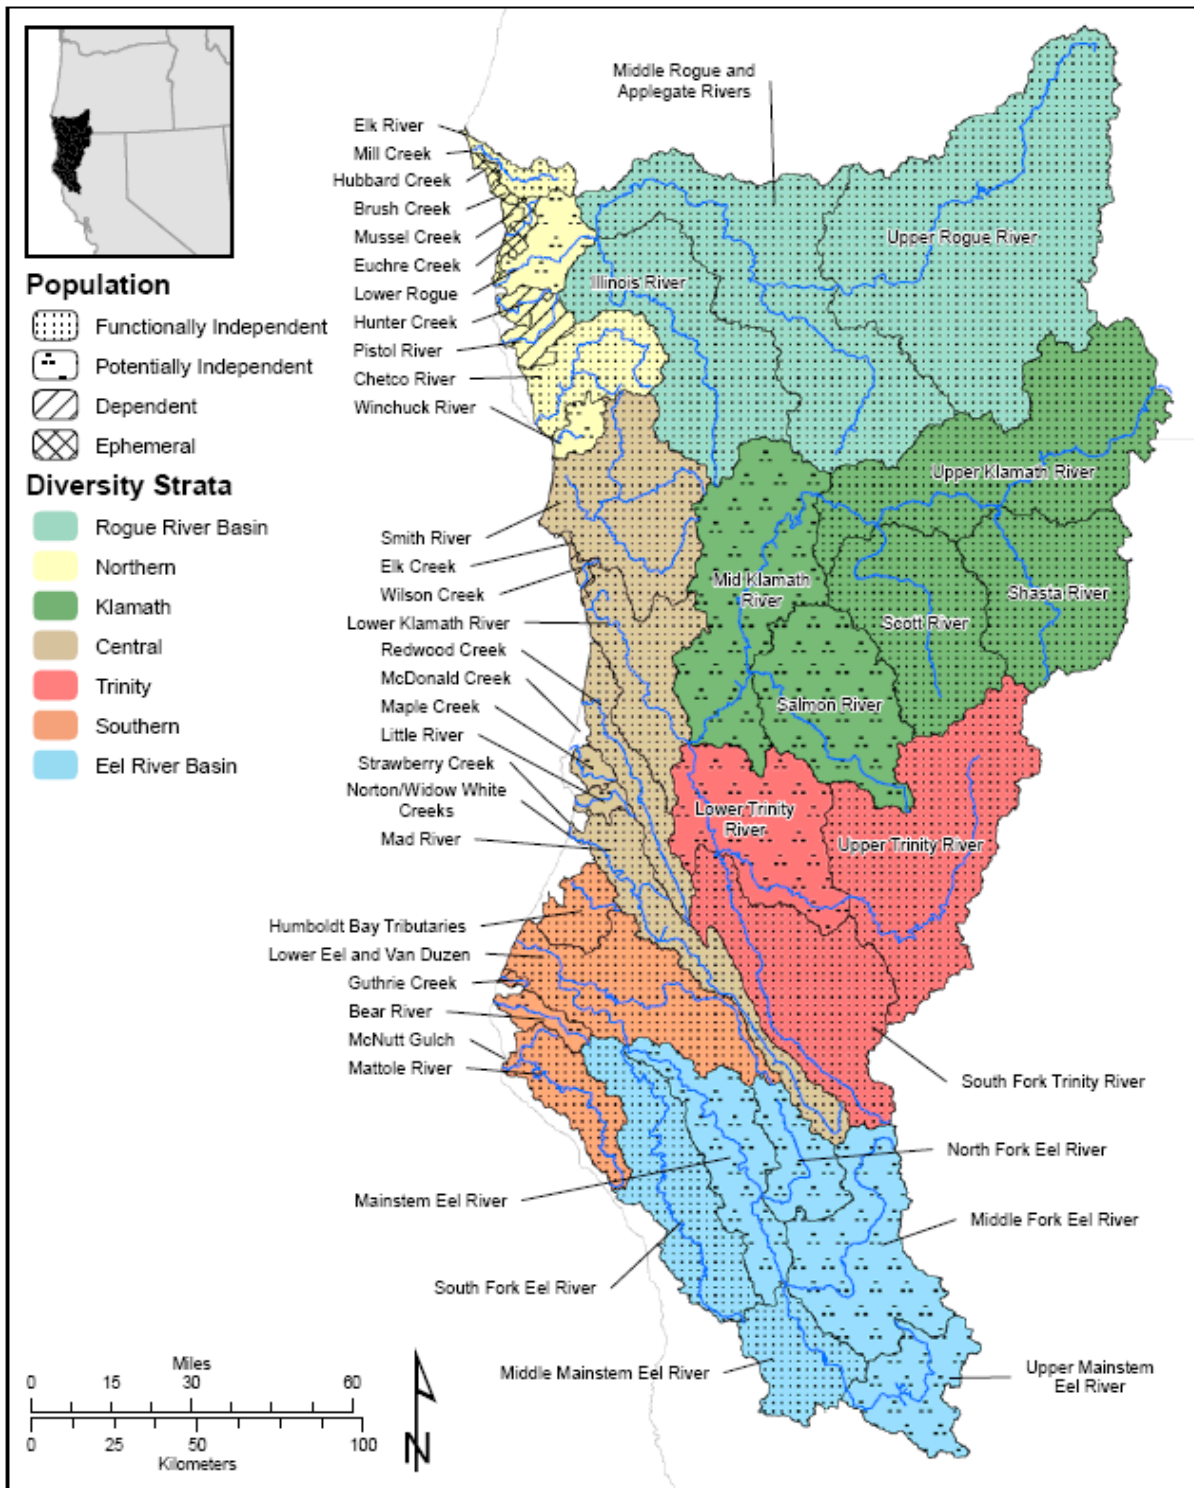 Population
Functionally Independent
Potentially Independent
Dependent
Ephemeral
Diversity Strata
Rogue River Basin
Northern
Klamath
Central
Trinity
Southern
Eel River Basin
Middle Rogue and
Applegate Rivers
Elk River
Mill Creek
Hubbard Creek
Brush Creek
Mussel Creek
Euchre Creek
Lower Rogue
Hunter Creek
Pistol River
Chetco River
Winchuck River
Upper Rogue River
Illinois River
Upper Klamath River
Smith River
Elk Creek
Wilson Creek
Lower Klamath River
Redwood Creek
McDonald Creek
Maple Creek
Little River
Strawberry Creek
Norton/Widow White
Creeks
Mad River
Mid Klamath
River
Shasta River
Scott River
Salmon River
Lower Trinity
River
Upper Trinity River
Humboldt Bay Tributaries
Lower Eel and Van Duzen
Guthrie Creek
Bear River
McNutt Gulch
Mattole River
South Fork Trinity River
North Fork Eel River
Mainstem Eel River
Middle Fork Eel River
South Fork Eel River
Middle Mainstem Eel River
Upper Mainstem
Eel River
Miles
0 15 30 60
0 25 50 100
Kilometers
N